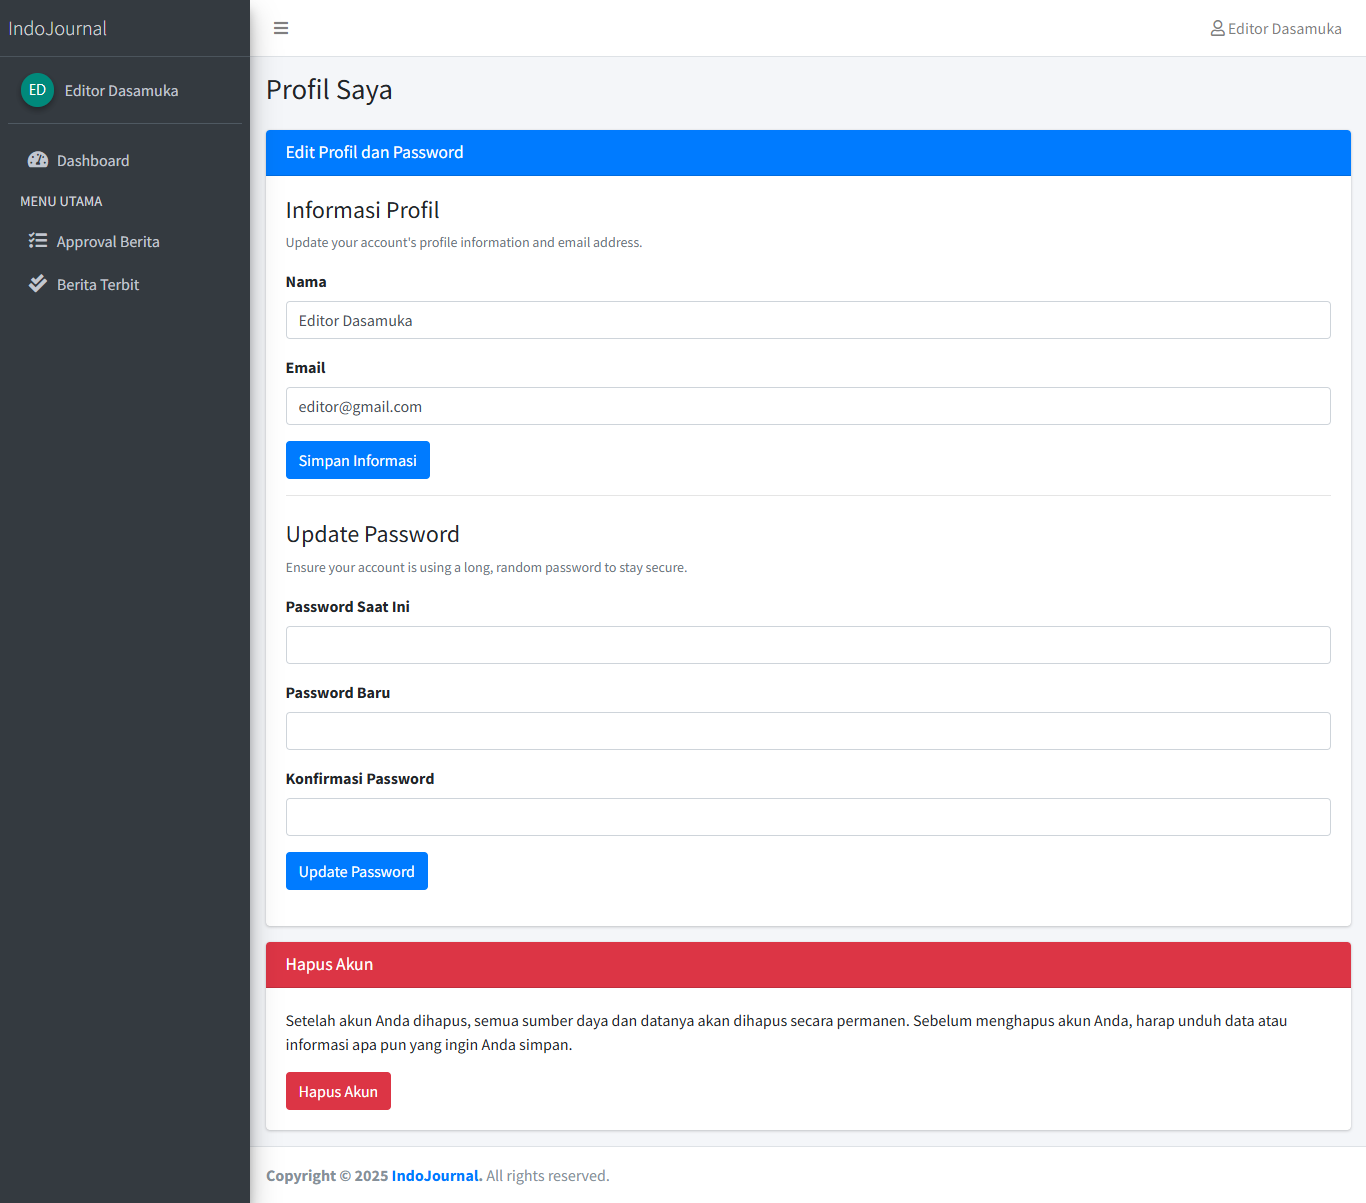 IndoJournal
Editor Dasamuka
ED Editor Dasamuka
Dashboard
MENU UTAMA
Approval Berita
Berita Terbit
Profil Saya
Edit Profil dan Password
Informasi Profil
Update your account's profile information and email address.
Nama
Editor Dasamuka
Email
editor@gmail.com
Simpan Informasi
Update Password
Ensure your account is using a long, random password to stay secure.
Password Saat Ini
Password Baru
Konfirmasi Password
Update Password
Hapus Akun
Setelah akun Anda dihapus, semua sumber daya dan datanya akan dihapus secara permanen. Sebelum menghapus akun Anda, harap unduh data atau
informasi apa pun yang ingin Anda simpan.
Hapus Akun
Copyright © 2025 IndoJournal. All rights reserved.